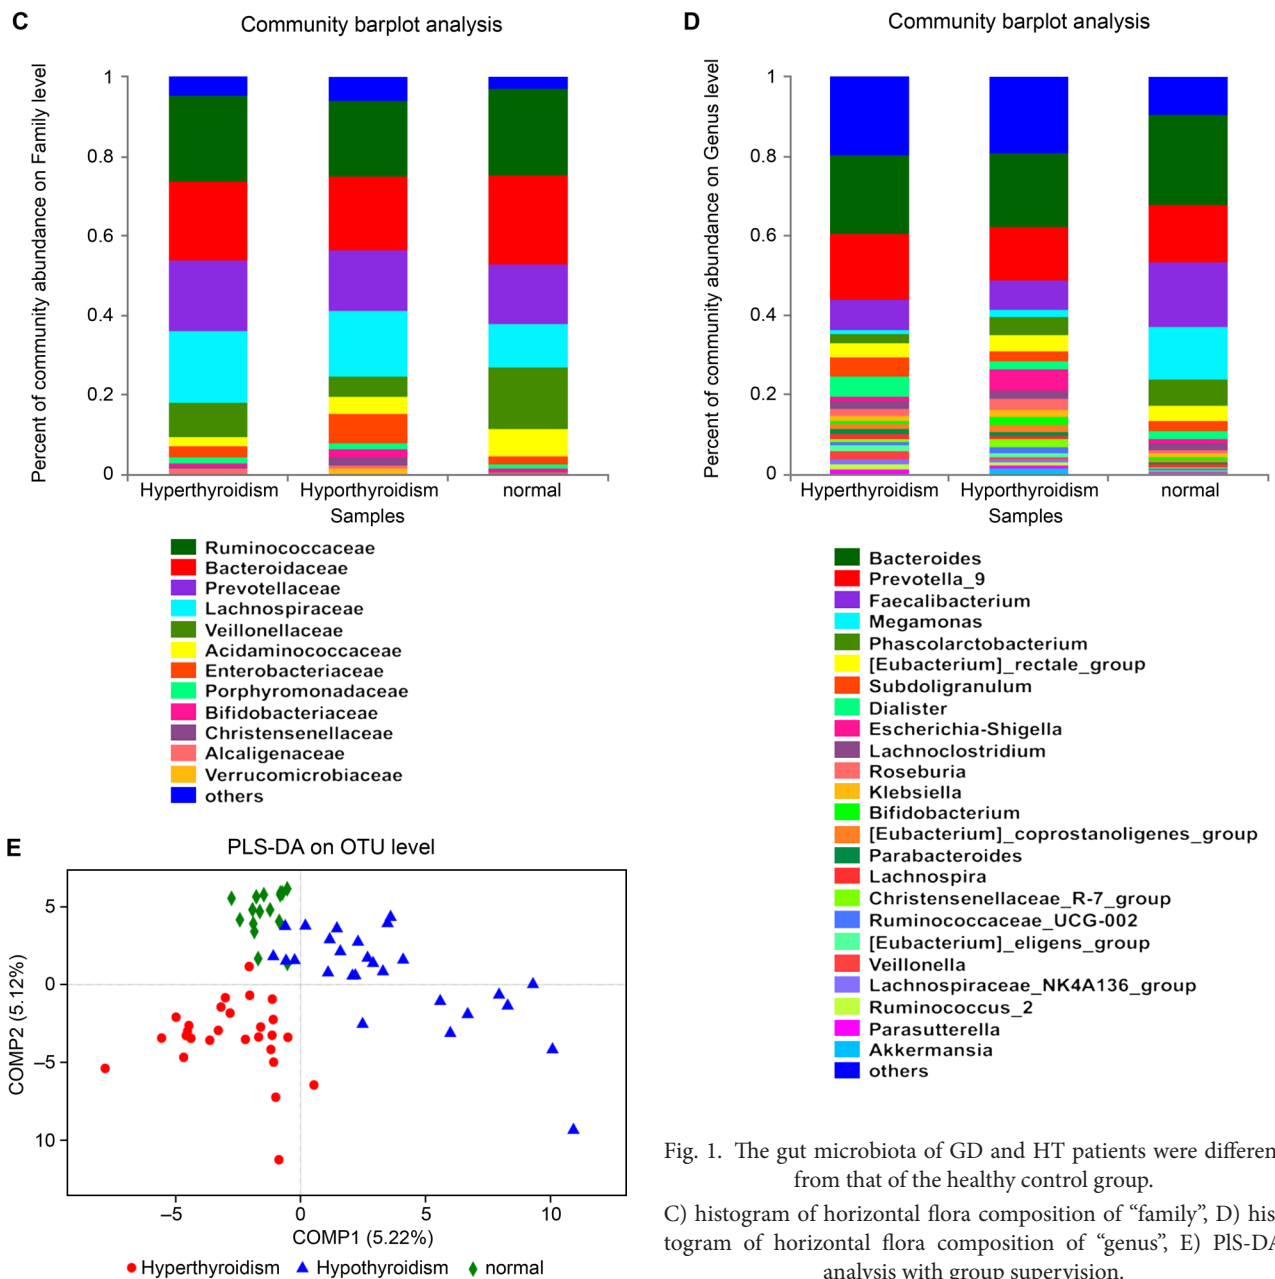 C
Community barplot analysis
Percent of community abundance on Family level
1
0.8
0.6
0.4
0.2
0
Hyperthyroidism
Hyporthyroidism
normal
Samples
Ruminococcaceae
Bacteroidaceae
Prevotellaceae
Lachnospiraceae
Veillonellaceae
Acidaminococcaceae
Enterobacteriaceae
Porphyromonadaceae
Bifidobacteriaceae
Christensenellaceae
Alcaligenaceae
Verrucomicrobiaceae
others
D
Community barplot analysis
Percent of community abundance on Genus level
1
0.8
0.6
0.4
0.2
0
Hyperthyroidism
Hyporthyroidism
normal
Samples
Bacteroides
Prevotella_9
Faecalibacterium
Megamonas
Phascolarctobacterium
[Eubacterium]_rectale_group
Subdoligranulum
Dialister
Escherichia-Shigella
Lachnoclostridium
Roseburia
Klebsiella
Bifidobacterium
[Eubacterium]_coprostanoligenes_group
Parabacteroides
Lachnospira
Christensenellaceae_R-7_group
Ruminococcaceae_UCG-002
[Eubacterium]_eligens_group
Veillonella
Lachnospiraceae_NK4A136_group
Ruminococcus_2
Parasutterella
Akkermansia
others
E
PLS-DA on OTU level
COMP2 (5.12%)
5
0
–5
10
–5
0
5
10
COMP1 (5.22%)
Hyperthyroidism
Hypothyroidism
normal
Fig. 1. The gut microbiota of GD and HT patients were differen
from that of the healthy control group.
C) histogram of horizontal flora composition of “family”, D) his
togram of horizontal flora composition of “genus”, E) PlS-DA
analysis with group supervision.